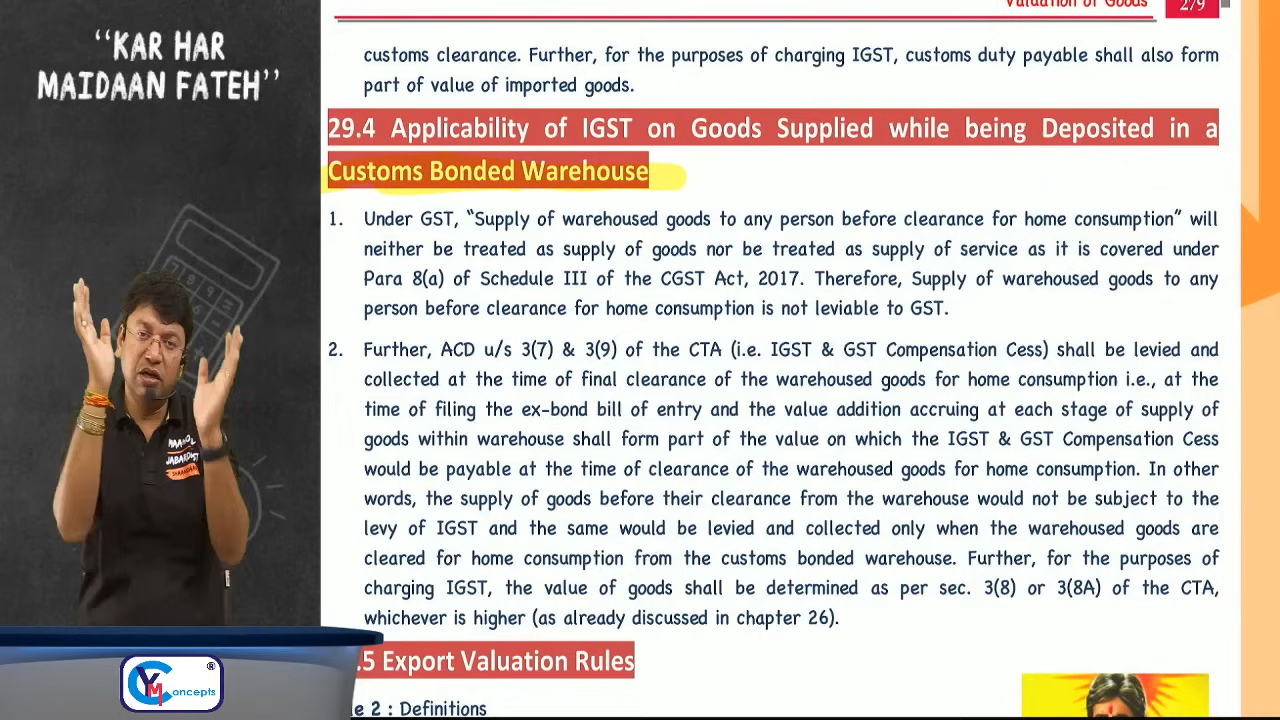 Valuation of Goods 279
“KAR HAR
MAIDAAN FATEH”
customs clearance. Further, for the purposes of charging IGST, customs duty payable shall also form
part of value of imported goods.
29.4 Applicability of IGST on Goods Supplied while being Deposited in a
Customs Bonded Warehouse
1. Under GST, “Supply of warehoused goods to any person before clearance for home consumption” will
neither be treated as supply of goods nor be treated as supply of service as it is covered under
Para 8(a) of Schedule III of the CGST Act, 2017. Therefore, Supply of warehoused goods to any
person before clearance for home consumption is not leviable to GST.
2. Further, ACD u/s 3(7) & 3(9) of the CTA (i.e. IGST & GST Compensation Cess) shall be levied and
collected at the time of final clearance of the warehoused goods for home consumption i.e., at the
time of filing the ex-bond bill of entry and the value addition accruing at each stage of supply of
goods within warehouse shall form part of the value on which the IGST & GST Compensation Cess
would be payable at the time of clearance of the warehoused goods for home consumption. In other
words, the supply of goods before their clearance from the warehouse would not be subject to the
levy of IGST and the same would be levied and collected only when the warehoused goods are
cleared for home consumption from the customs bonded warehouse. Further, for the purposes of
charging IGST, the value of goods shall be determined as per sec. 3(8) or 3(8A) of the CTA,
whichever is higher (as already discussed in chapter 26).
.5 Export Valuation Rules
le 2 : Definitions
JABARDAST
YMC oncepts ®